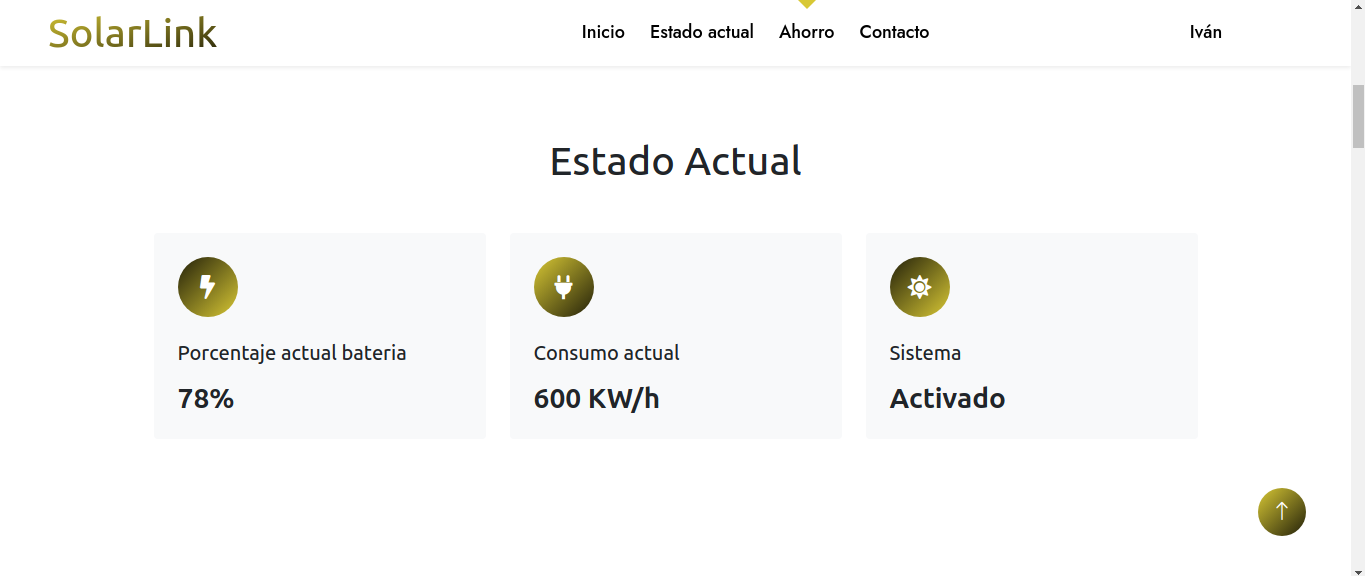 SolarLink
Inicio Estado actual Ahorro Contacto Iván
Estado Actual
Porcentaje actual bateria
78%
Consumo actual
600 KW/h
Sistema
Activado